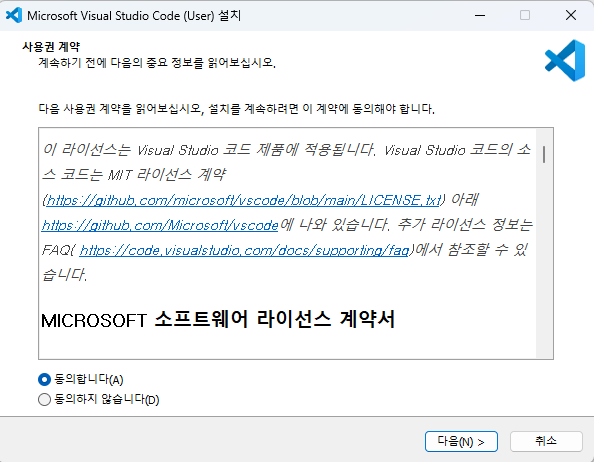 Microsoft Visual Studio Code (User) 설치
사용권 계약
계속하기 전에 다음의 중요 정보를 읽어보십시오.
다음 사용권 계약을 읽어보십시오, 설치를 계속하려면 이 계약에 동의해야 합니다.
이 라이선스는 Visual Studio 코드 제품에 적용됩니다. Visual Studio 코드의 소
스 코드는 MIT 라이선스 계약
(https://github.com/microsoft/vscode/blob/main/LICENSE.txt) 아래
https://github.com/Microsoft/vscode에 나와 있습니다. 추가 라이선스 정보는
FAQ( https://code.visualstudio.com/docs/supporting/faq)에서 참조할 수 있
습니다.
MICROSOFT 소프트웨어 라이선스 계약서
동의합니다(A)
동의하지 않습니다(D)
다음(N) >
취소